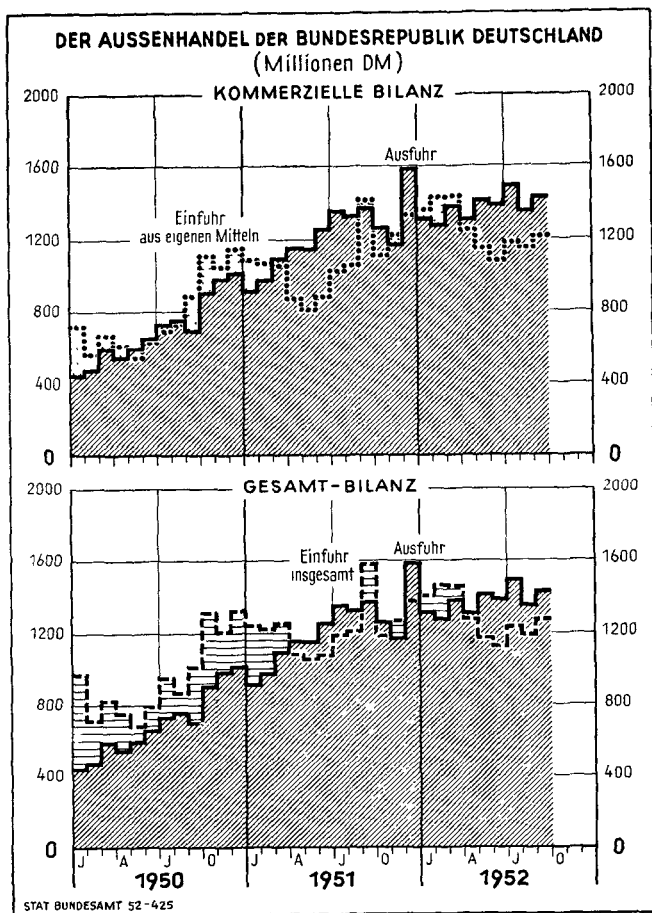 DER AUSSENHANDEL DER BUNDESREPUBLIK DEUTSCHLAND
(Millionen DM)
KOMMERZIELLE BILANZ
2000 2000
1600 1600
1200 1200
800 800
400 400
0 0
Ausfuhr
Einfuhr
aus eigenen Mitteln
GESAMT-BILANZ
2000 2000
1600 1600
1200 1200
800 800
400 400
0 0
Einfuhr
insgesamt
Ausfuhr
J A J O J A J O J A J O
1950 1951 1952
STAT BUNDESAMT 52-425